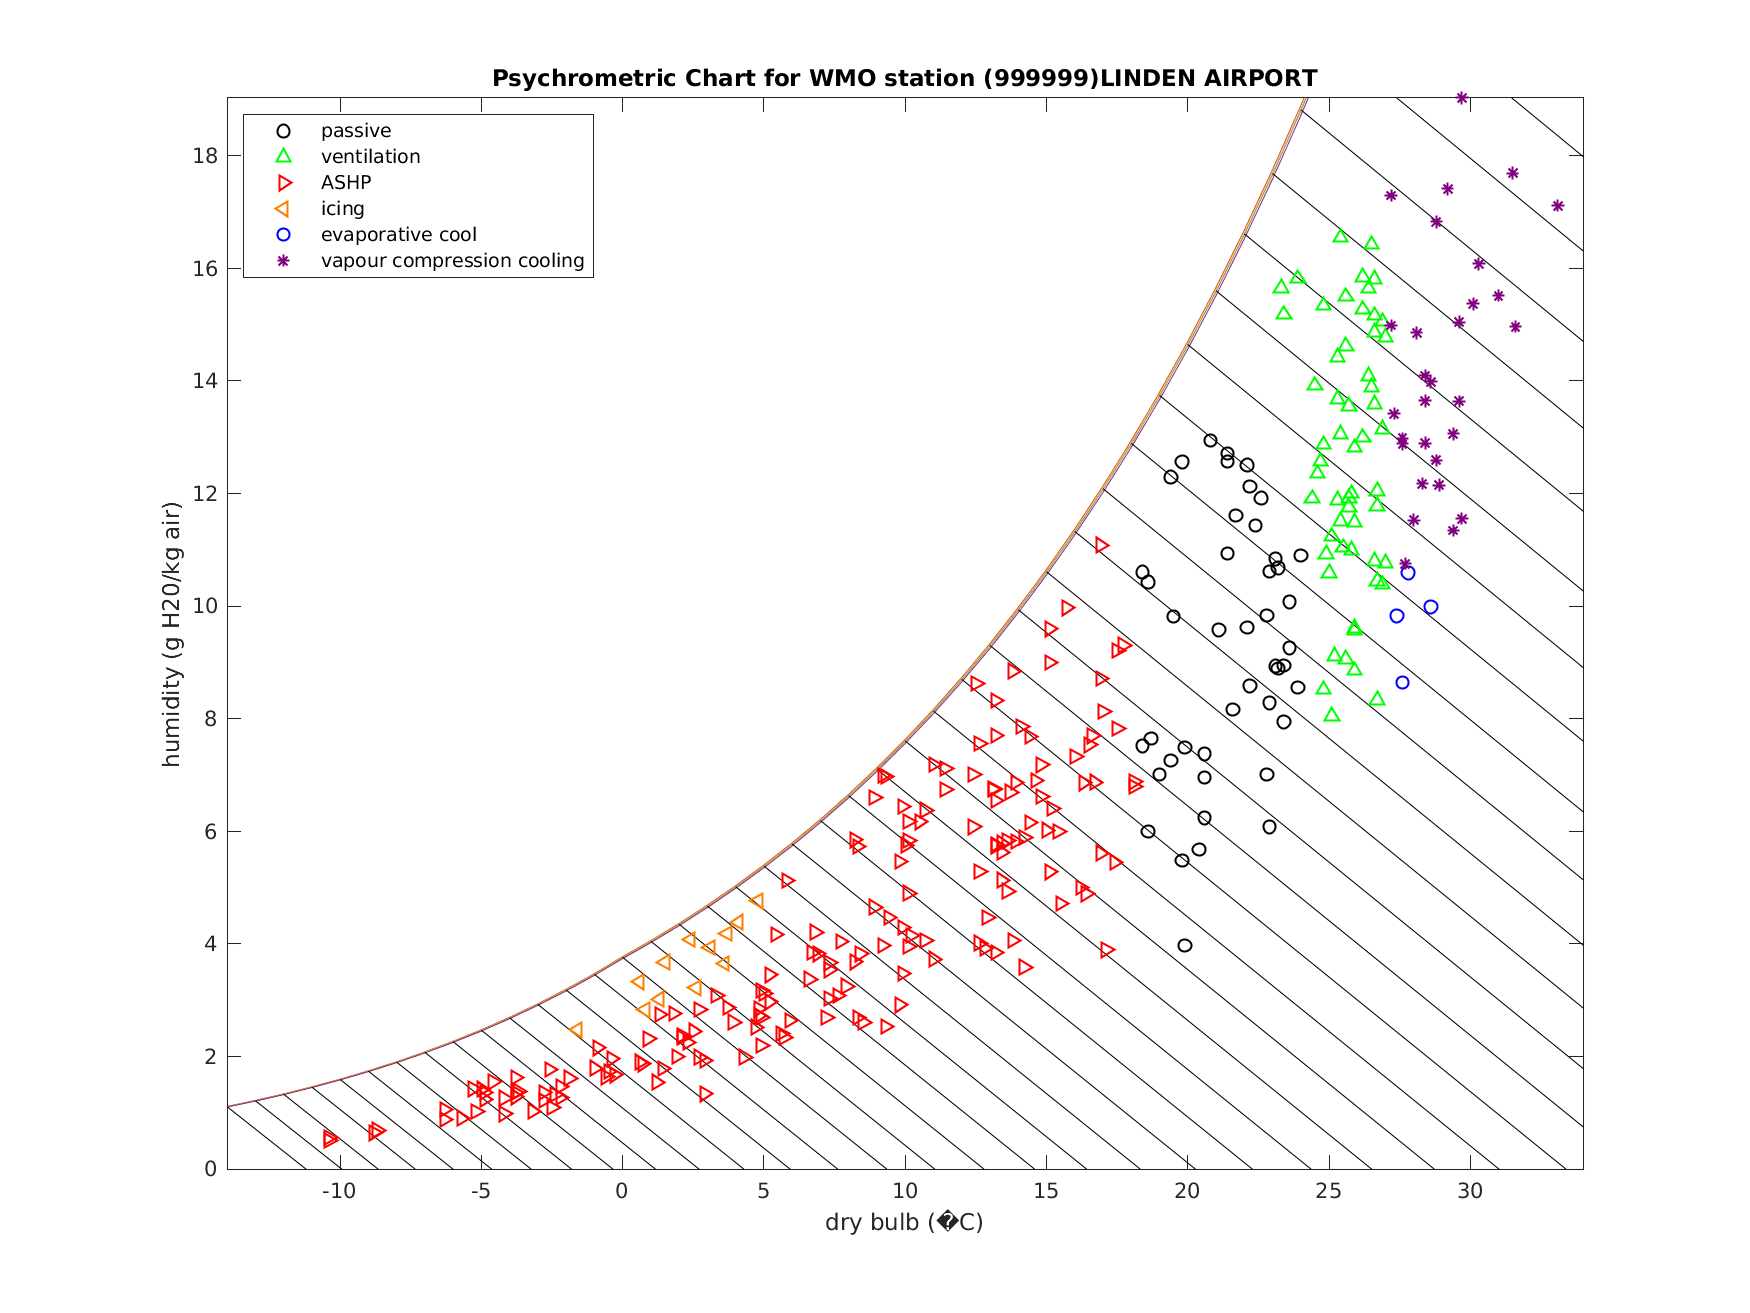 Psychrometric Chart for WMO station (999999)LINDEN AIRPORT
passive
ventilation
ASHP
icing
evaporative cool
vapour compression cooling
18
16
14
12
10
8
6
4
2
0
humidity (g H20/kg air)
-10 -5 0 5 10 15 20 25 30
dry bulb (�C)